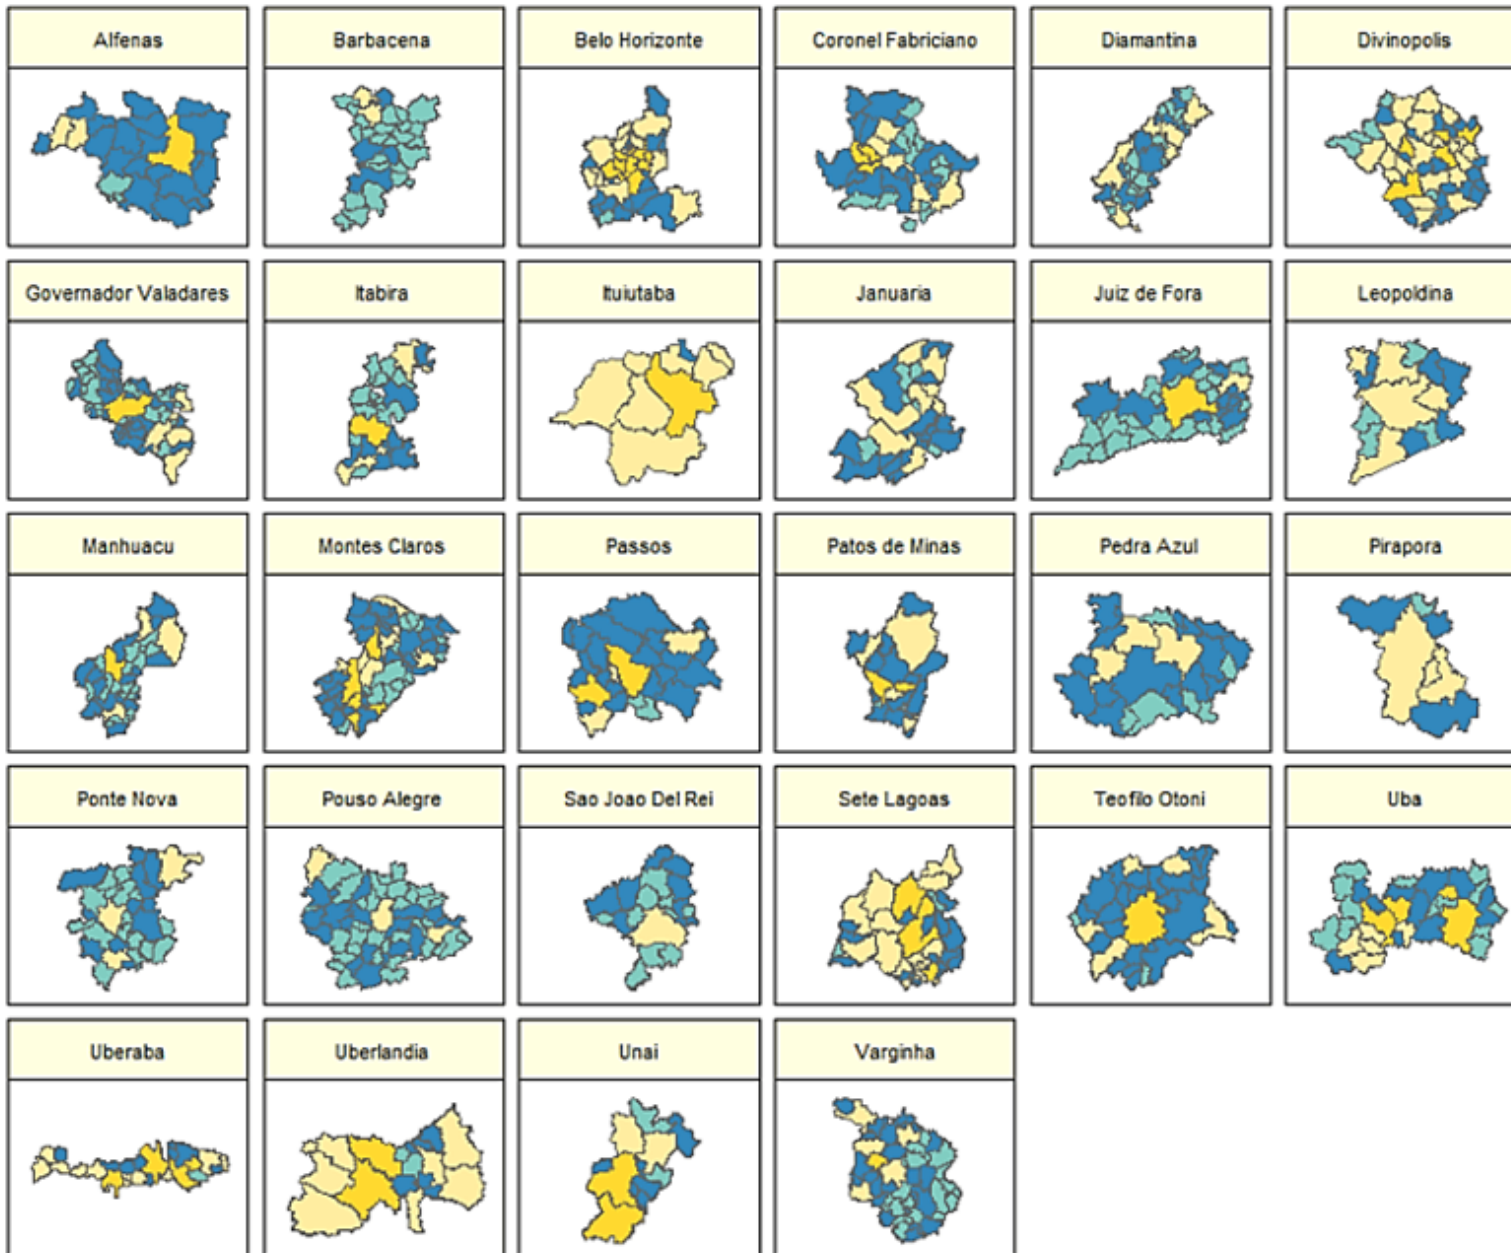 Alfenas
Barbacena
Belo Horizonte
Coronel Fabriciano
Diamantina
Divinopolis
Governador Valadares
Itabira
Ituiutaba
Januaria
Juiz de Fora
Leopoldina
Manhuacu
Montes Claros
Passos
Patos de Minas
Pedra Azul
Pirapora
Ponte Nova
Pouso Alegre
Sao Joao Del Rei
Sete Lagoas
Teofilo Otoni
Uba
Uberaba
Uberlandia
Unai
Varginha